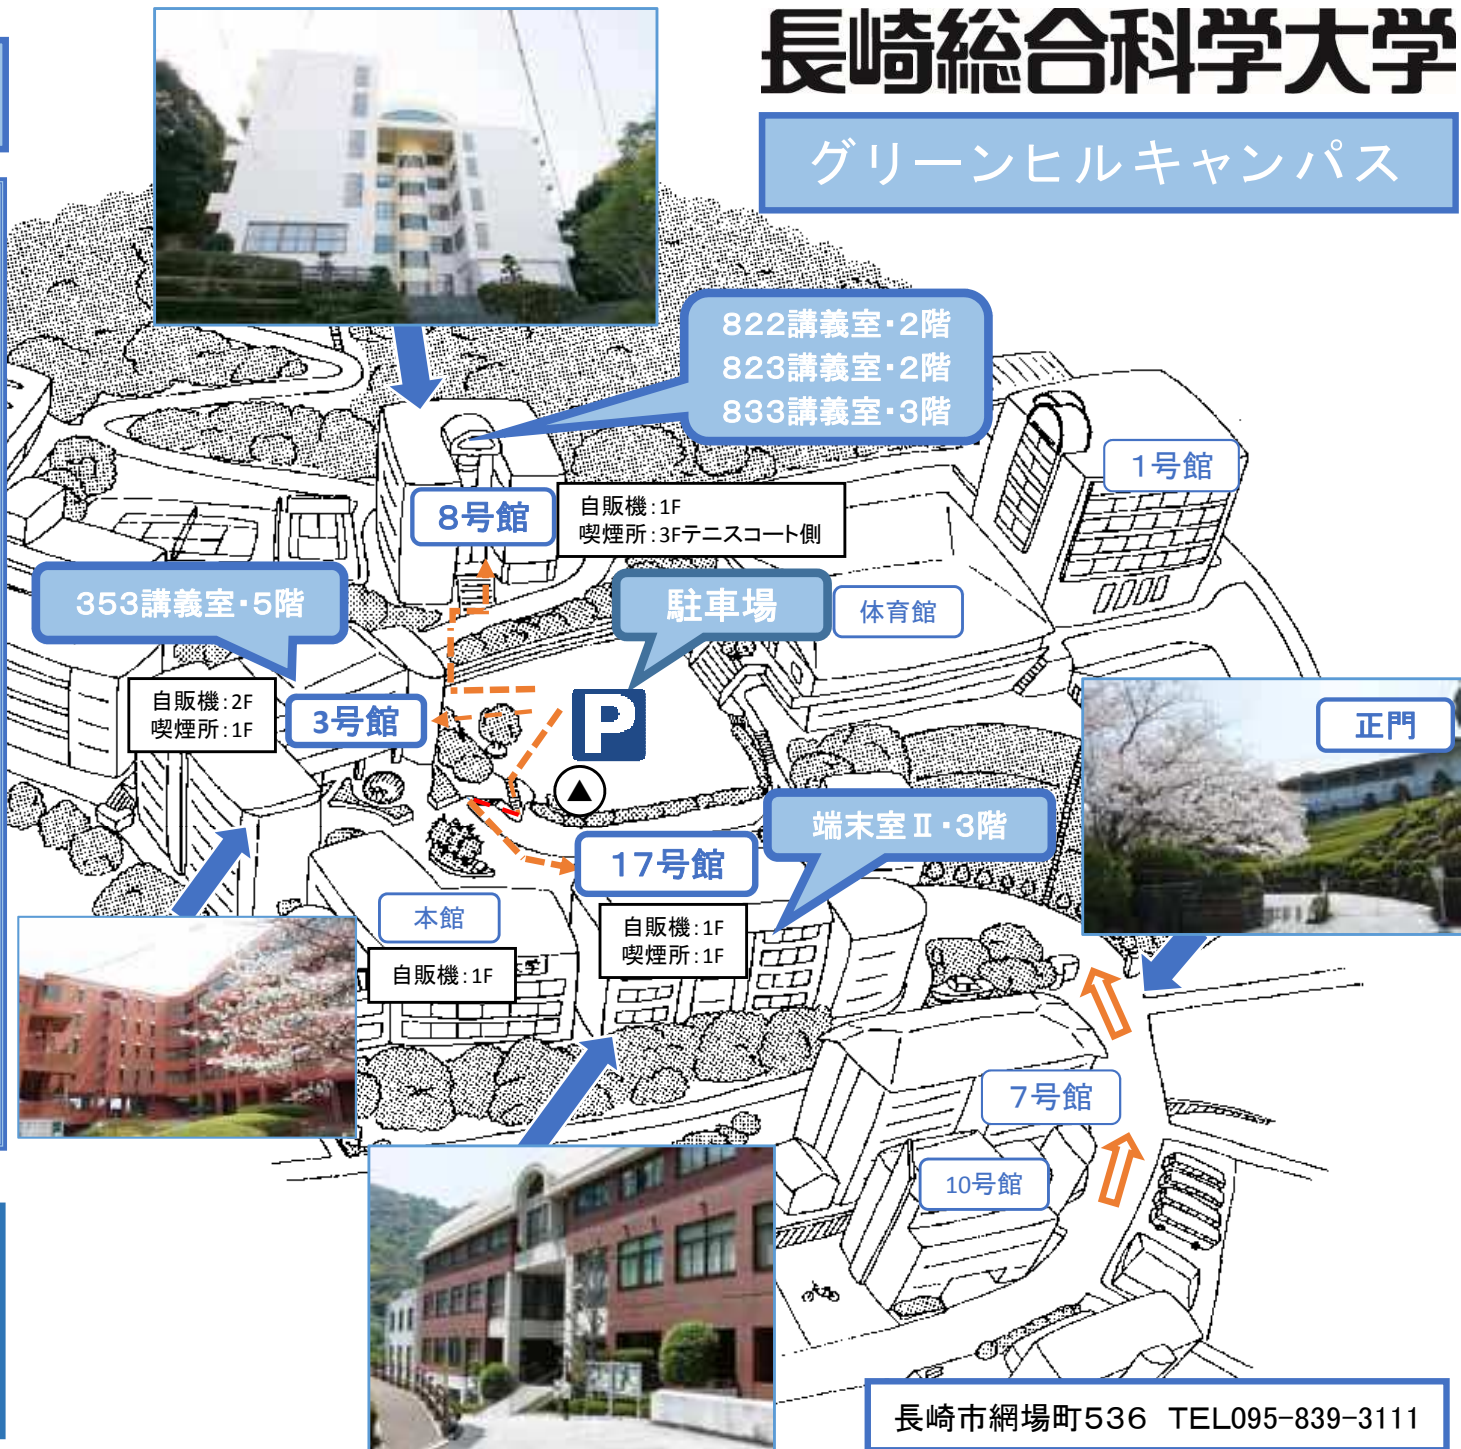 長崎総合科学大学
グリーンヒルキャンパス
822講義室・2階
823講義室・2階
833講義室・3階
1号館
8号館
自販機：1F
喫煙所：3Fテニスコート側
353講義室・5階
駐車場
体育館
自販機：2F
喫煙所：1F
3号館
P
正門
端末室Ⅱ・3階
17号館
本館
自販機：1F
喫煙所：1F
自販機：1F
7号館
10号館
長崎市網場町536 TEL095-839-3111